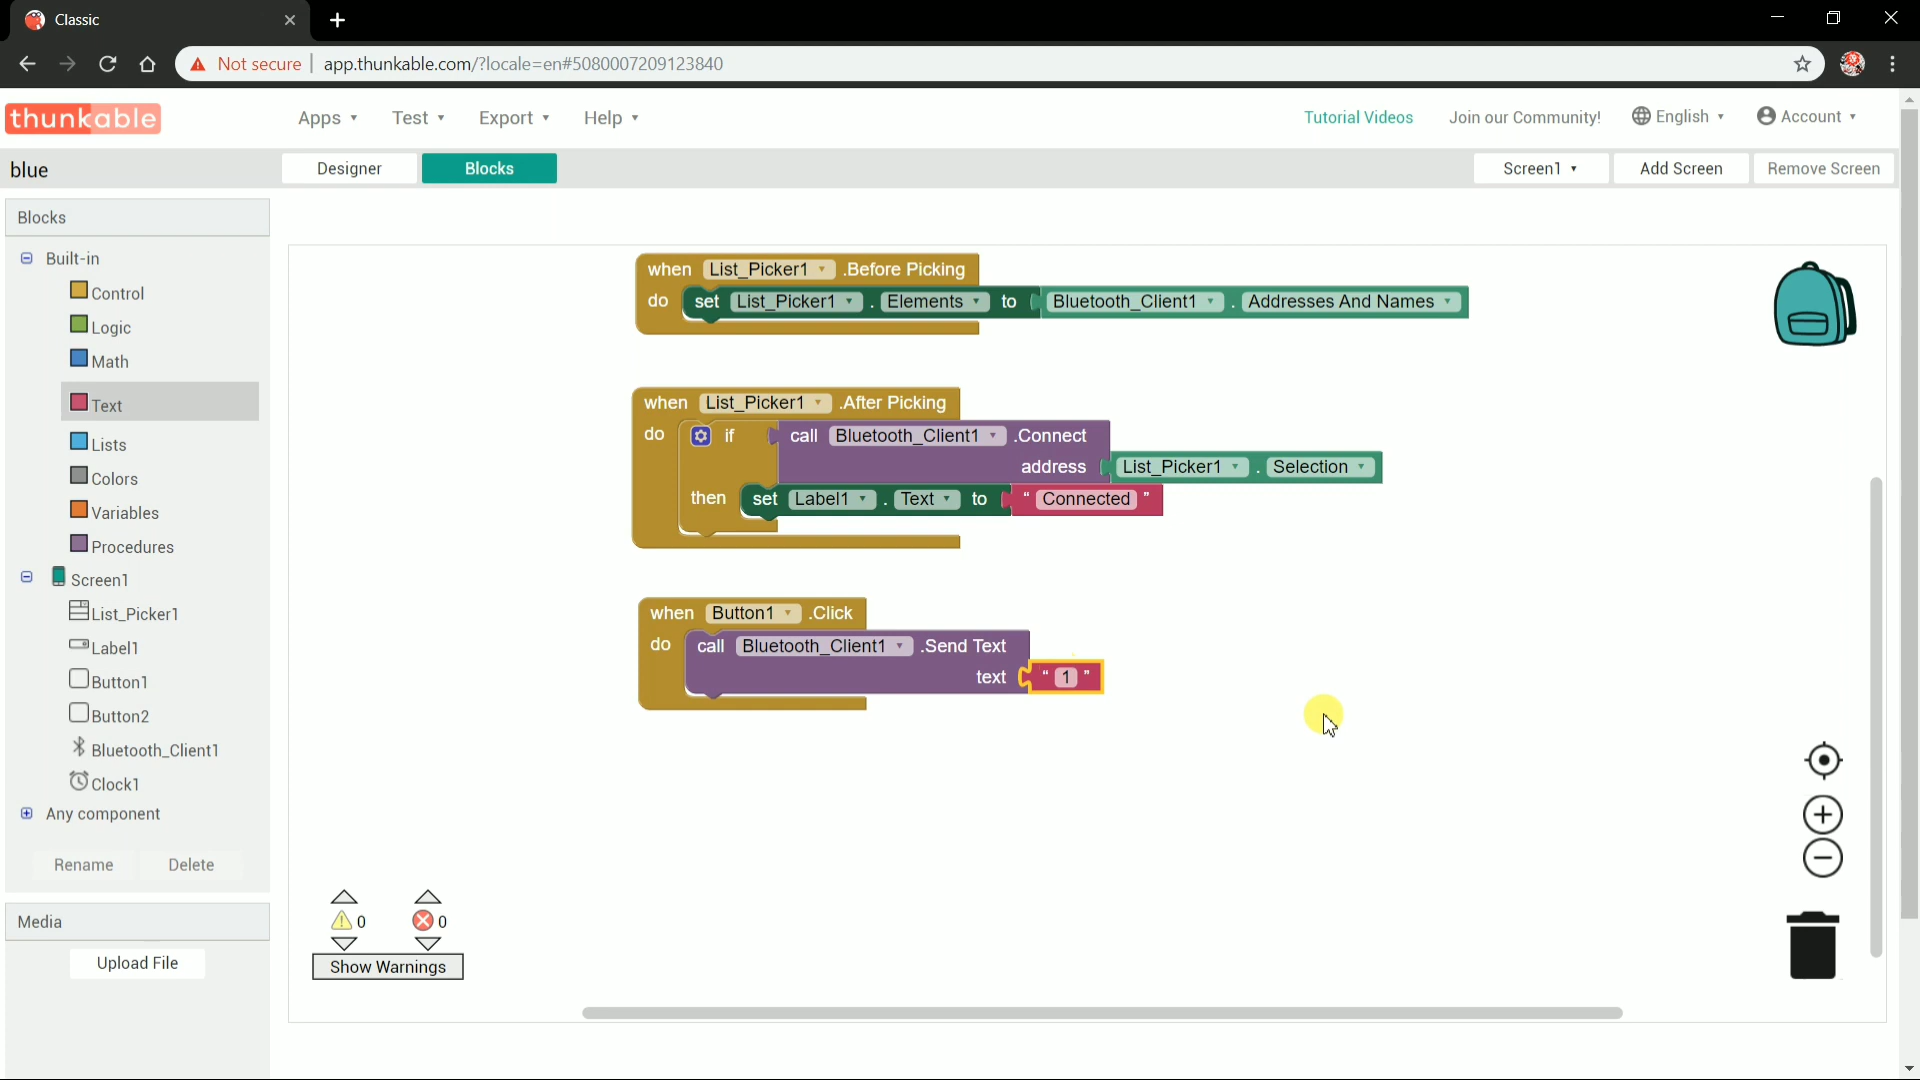 Classic
Not secure app.thunkable.com/?locale=en#5080007209123840
thunkable Apps Test Export Help Tutorial Videos Join our Community! English Account
blue Designer Blocks Screen1 Add Screen Remove Screen
Blocks
Built-in
Control
Logic
Math
Text
Lists
Colors
Variables
Procedures
Screen1
List_Picker1
Label1
Button1
Button2
Bluetooth_Client1
Clock1
Any component
Rename Delete
Media
Upload File
when List_Picker1 .Before Picking
do set List_Picker1 . Elements to Bluetooth_Client1 . Addresses And Names
when List_Picker1 .After Picking
do if call Bluetooth_Client1 .Connect
address List_Picker1 . Selection
then set Label1 . Text to “ Connected ”
when Button1 .Click
do call Bluetooth_Client1 .Send Text
text “ 1 ”
0 0
Show Warnings